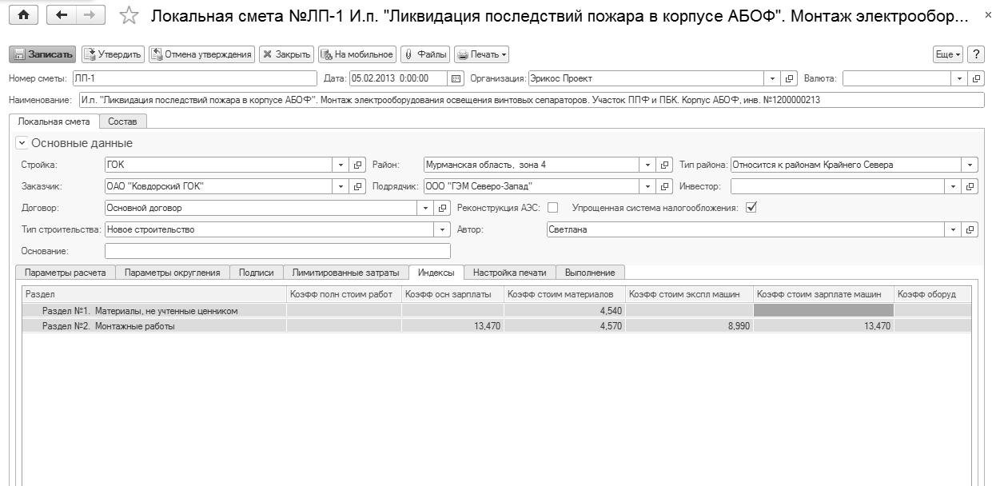 Локальная смета №ЛП-1 И.п. "Ликвидация последствий пожара в корпусе АБОФ". Монтаж электрообор...
Записать Утвердить Отмена утверждения Закрыть На мобильное Файлы Печать Еще ?
Номер сметы: ЛП-1 Дата: 05.02.2013 0:00:00 Организация: Эрикос Проект Валюта:
Наименование: И.п. "Ликвидация последствий пожара в корпусе АБОФ". Монтаж электрооборудования освещения винтовых сепараторов. Участок ППФ и ПБК. Корпус АБОФ, инв. №1200000213
Локальная смета Состав
Основные данные
Стройка: ГОК Район: Мурманская область, зона 4 Тип района: Относится к районам Крайнего Севера
Заказчик: ОАО "Ковдорский ГОК" Подрядчик: ООО "ГЭМ Северо-Запад" Инвестор:
Договор: Основной договор Реконструкция АЭС: Упрощенная система налогообложения:
Тип строительства: Новое строительство Автор: Светлана
Основание:
Параметры расчета Параметры округления Подписи Лимитированные затраты Индексы Настройка печати Выполнение
Раздел Коэфф полн стоим работ Коэфф осн зарплаты Коэфф стоим материалов Коэфф стоим экспл машин Коэфф стоим зарплате машин Коэфф оборуд
Раздел №1. Материалы, не учтенные ценником 4,540
Раздел №2. Монтажные работы 13,470 4,570 8,990 13,470